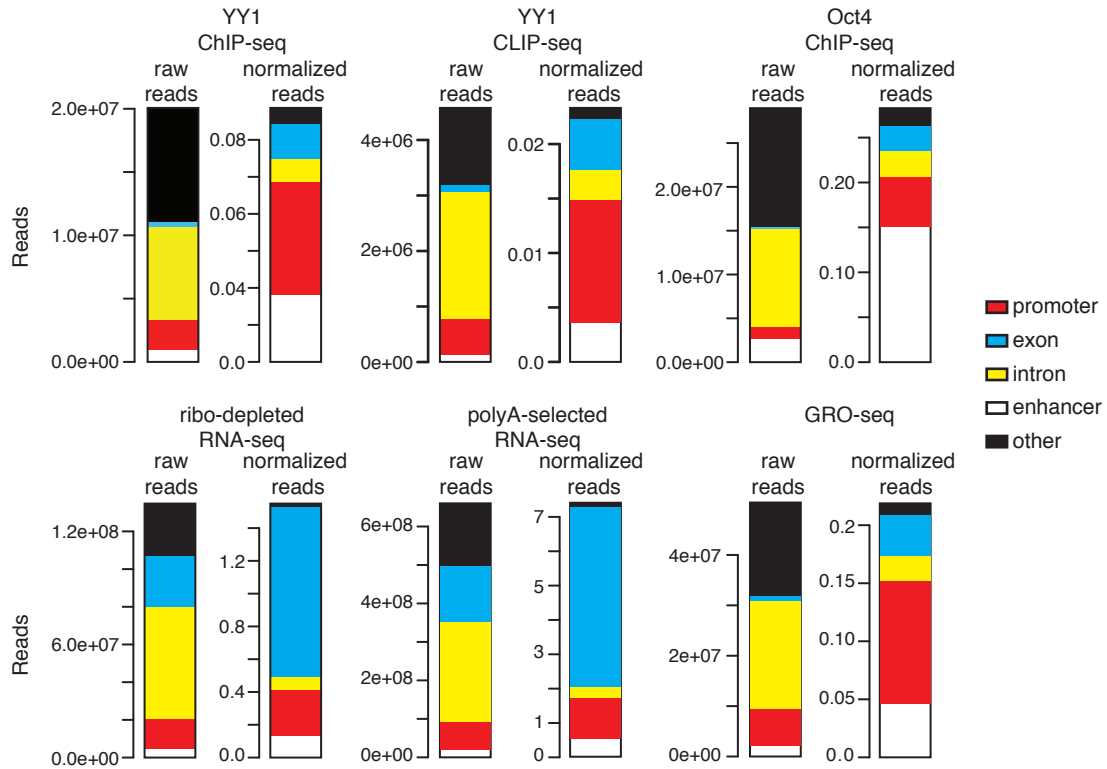 YY1
ChIP-seq
raw
reads
normalized
reads
YY1
CLIP-seq
raw
reads
normalized
reads
Oct4
ChIP-seq
raw
reads
normalized
reads
Reads
2.0e+07
1.0e+07
0.0e+00
0.08
0.06
0.04
0.0
4e+06
2e+06
0e+00
0.02
0.01
0.0
2.0e+07
1.0e+07
0.0e+00
0.20
0.10
0.0
promoter
exon
intron
enhancer
other
ribo-depleted
RNA-seq
raw
reads
normalized
reads
polyA-selected
RNA-seq
raw
reads
normalized
reads
GRO-seq
raw
reads
normalized
reads
Reads
1.2e+08
6.0e+07
0.0e+00
1.2
0.8
0.4
0.0
6e+08
4e+08
2e+08
0e+00
7
5
3
1
0
4e+07
2e+07
0e+00
0.2
0.15
0.10
0.05
0.0